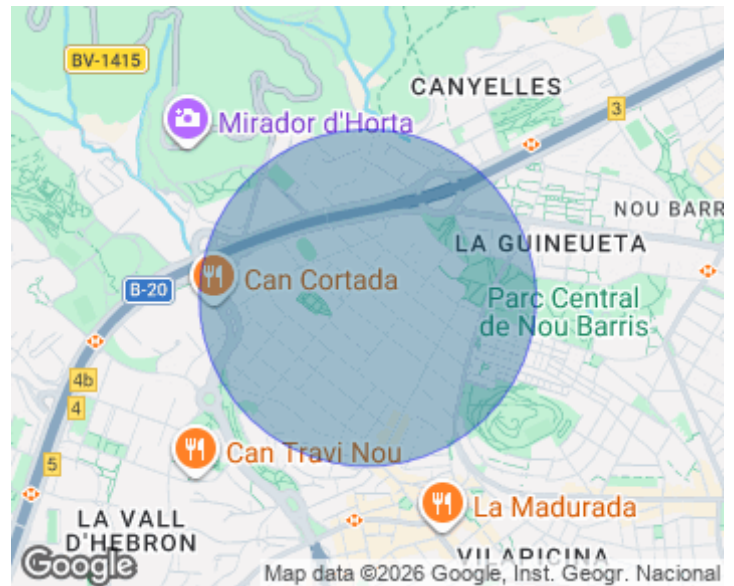 BV-1415
CANYELLES
3
Mirador d'Horta
NOU BARR
LA GUINEUETA
Can Cortada
B-20
Parc Central
de Nou Barris
4b
4
Can Travi Nou
5
La Madurada
LA VALL
D'HEBRON
VILAPICINA
Google
Map data ©2026 Google, Inst. Geogr. Nacional